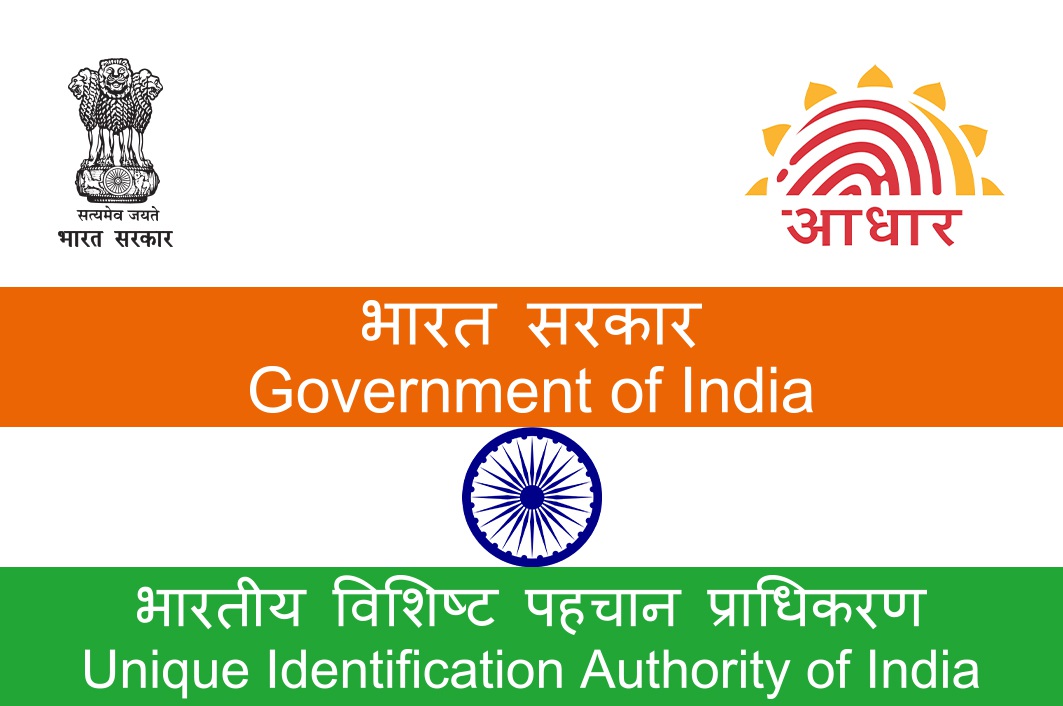 सत्यमेव जयते
भारत सरकार
आधार
भारत सरकार
Government of India
भारतीय विशिष्ट पहचान प्राधिकरण
Unique Identification Authority of India